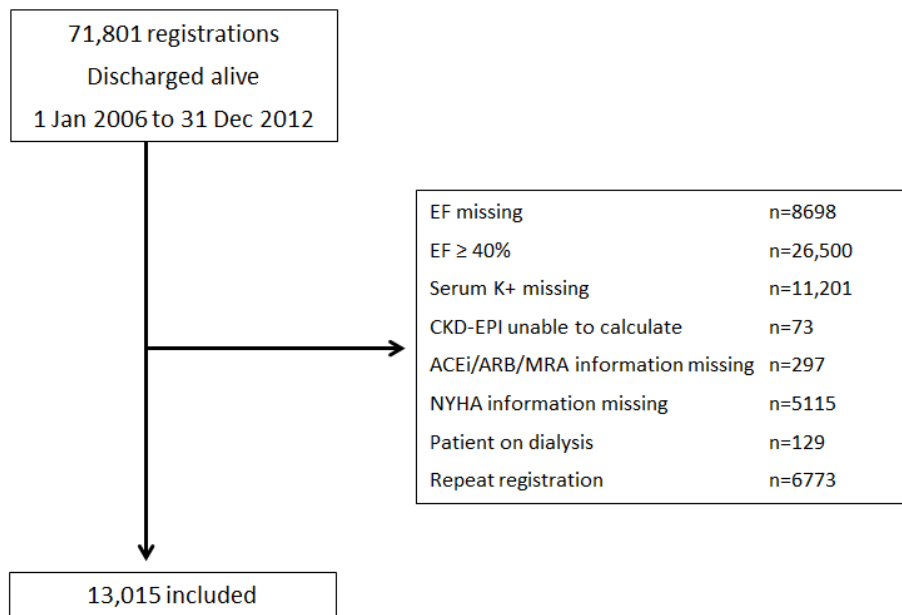 71,801 registrations
Discharged alive
1 Jan 2006 to 31 Dec 2012
EF missing n=8698
EF ≥ 40% n=26,500
Serum K+ missing n=11,201
CKD-EPI unable to calculate n=73
ACEi/ARB/MRA information missing n=297
NYHA information missing n=5115
Patient on dialysis n=129
Repeat registration n=6773
13,015 included